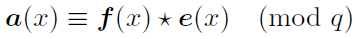 a(x) ≡ f(x) ⋆ e(x) (mod q)